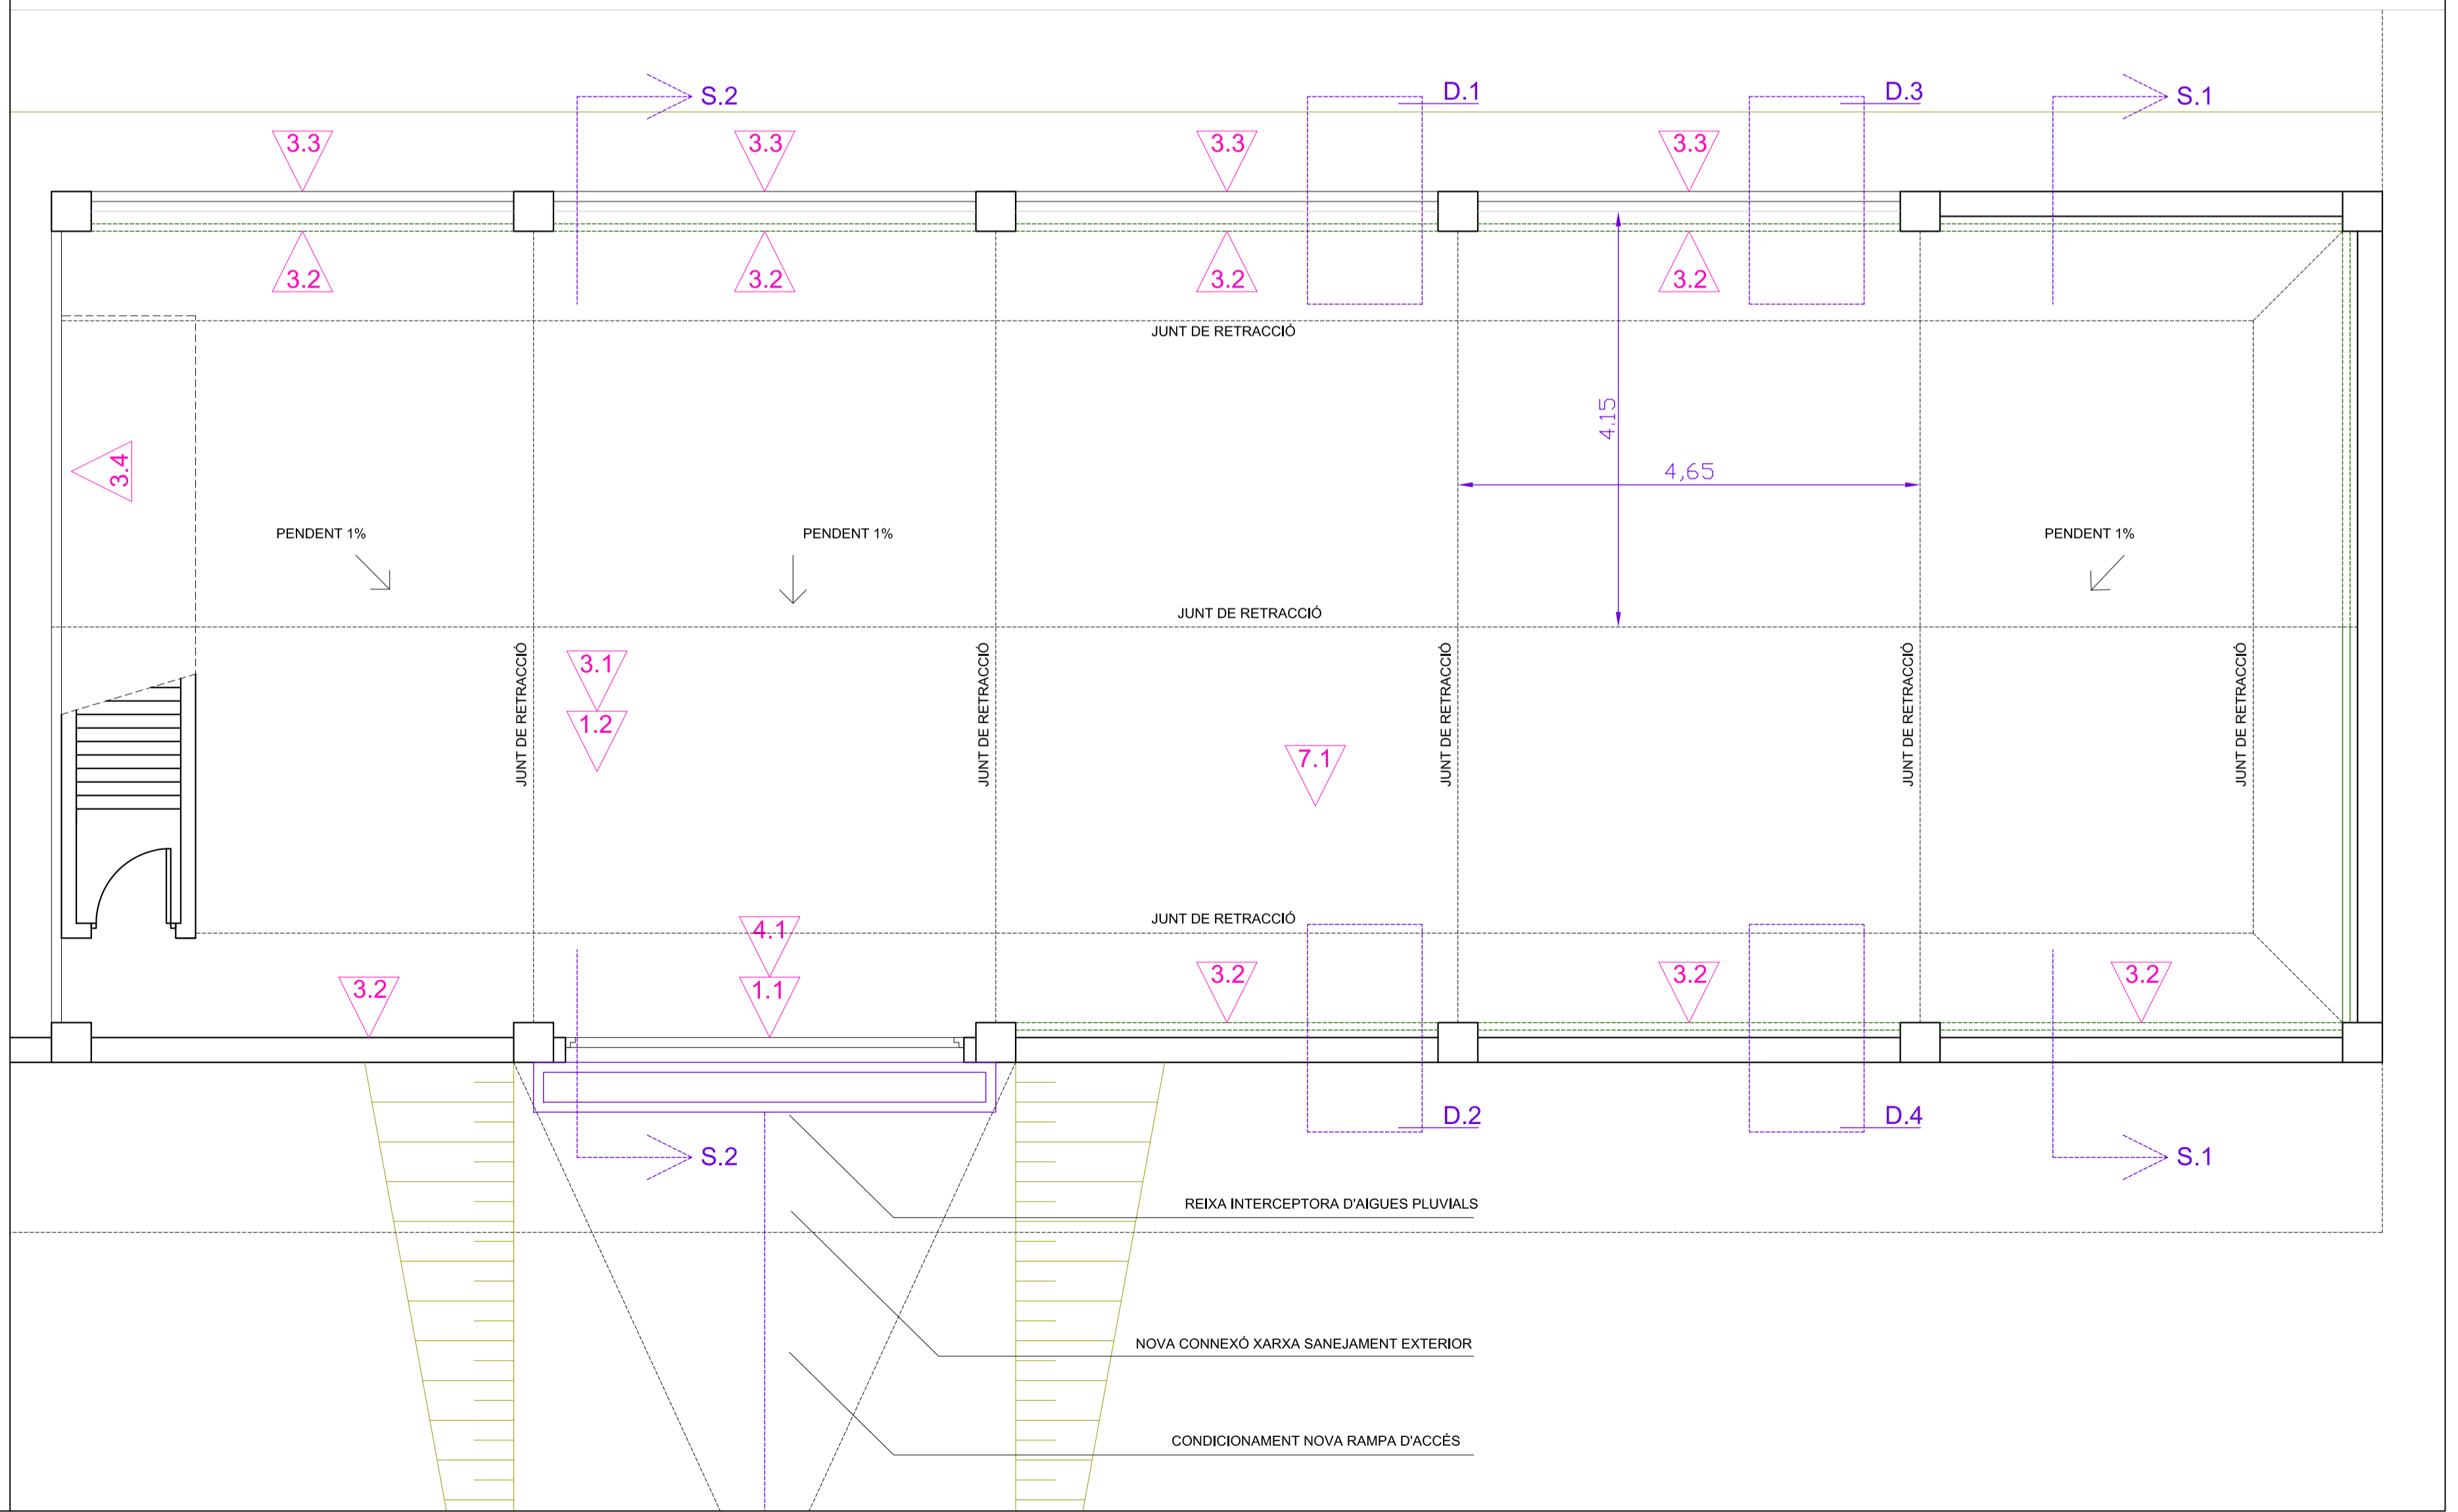 S.2
D.1
D.3
S.1
3.3
3.3
3.3
3.3
3.2
3.2
3.2
3.2
JUNT DE RETRACCIÓ
4.15
3.4
4,65
PENDENT 1%
PENDENT 1%
PENDENT 1%
JUNT DE RETRACCIÓ
JUNT DE RETRACCIÓ
JUNT DE RETRACCIÓ
JUNT DE RETRACCIÓ
JUNT DE RETRACCIÓ
JUNT DE RETRACCIÓ
3.1
1.2
7.1
JUNT DE RETRACCIÓ
4.1
3.2
1.1
3.2
3.2
3.2
D.2
D.4
S.2
S.1
REIXA INTERCEPTORA D'AIGUES PLUVIALS
NOVA CONNEXÓ XARXA SANEJAMENT EXTERIOR
CONDICIONAMENT NOVA RAMPA D'ACCÉS